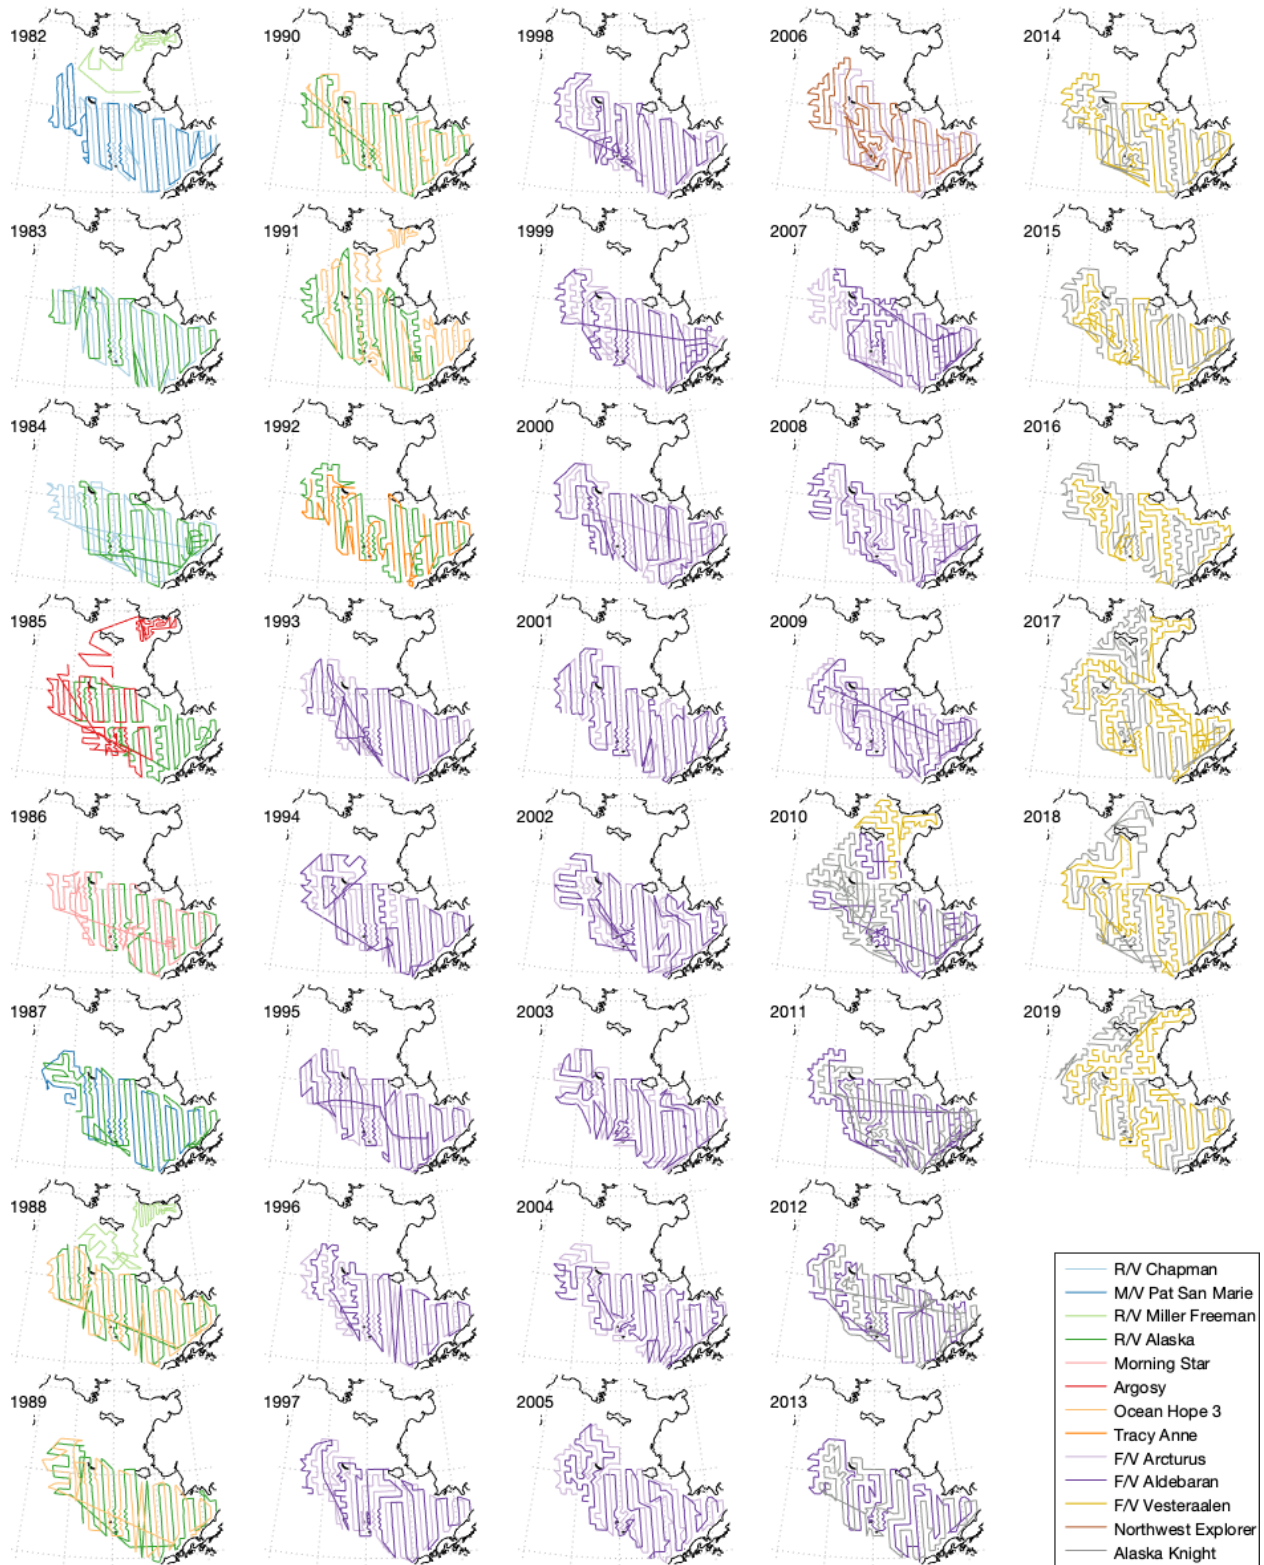 1982
1990
1998
2006
2014
1983
1991
1999
2007
2015
1984
1992
2000
2008
2016
1985
1993
2001
2009
2017
1986
1994
2002
2010
2018
1987
1995
2003
2011
2019
1988
1996
2004
2012
1989
1997
2005
2013
R/V Chapman
M/V Pat San Marie
R/V Miller Freeman
R/V Alaska
Morning Star
Argosy
Ocean Hope 3
Tracy Anne
F/V Arcturus
F/V Aldebaran
F/V Vesteraalen
Northwest Explorer
Alaska Knight